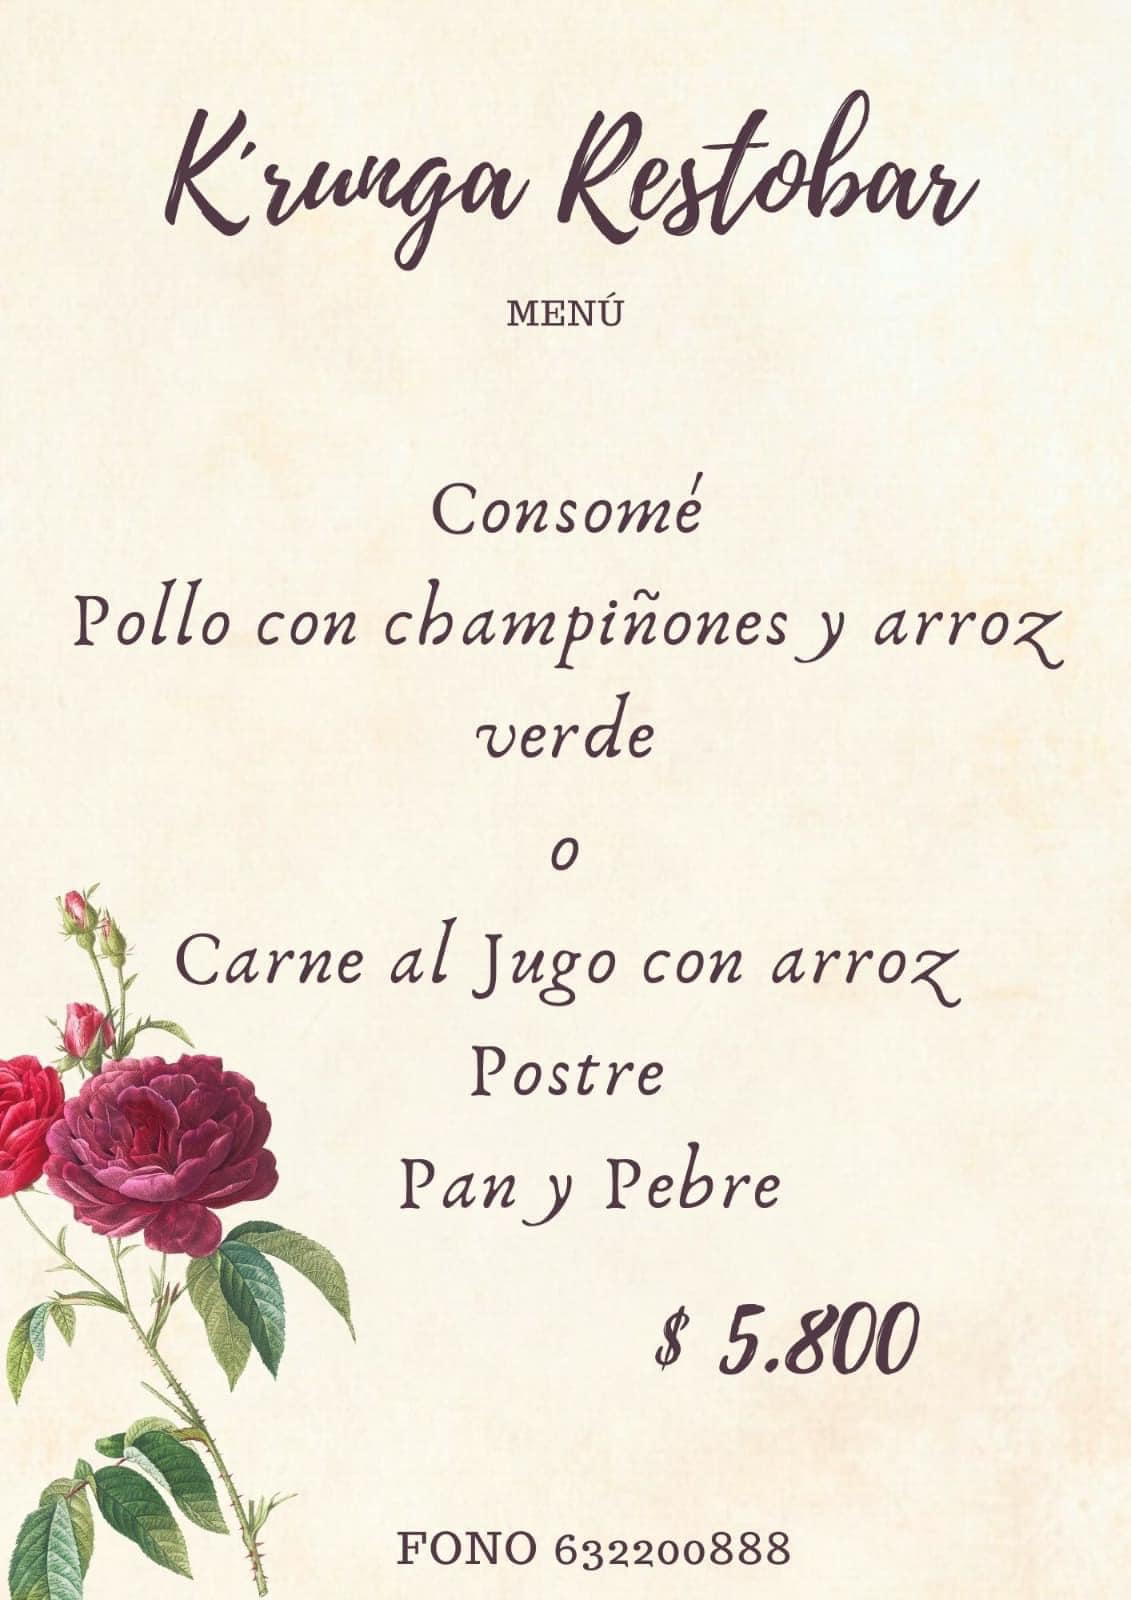 K'runga Restobar
MENÚ
Consomé
Pollo con champiñones y arroz
verde
o
Carne al Jugo con arroz
Postre
Pan y Pebre
$ 5.800
FONO 632200888